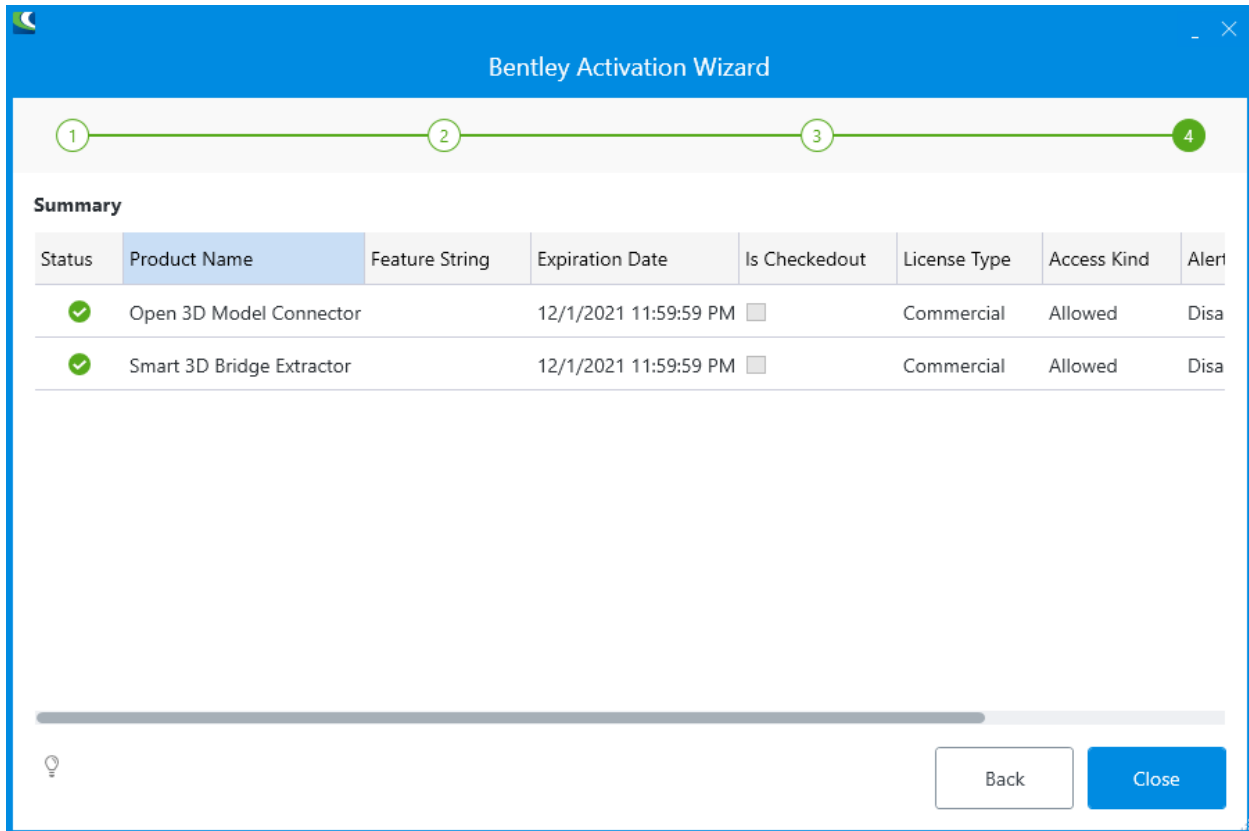 Bentley Activation Wizard
1 2 3 4
Summary
Status Product Name Feature String Expiration Date Is Checkedout License Type Access Kind Alert
Open 3D Model Connector 12/1/2021 11:59:59 PM Commercial Allowed Disa
Smart 3D Bridge Extractor 12/1/2021 11:59:59 PM Commercial Allowed Disa
Back Close